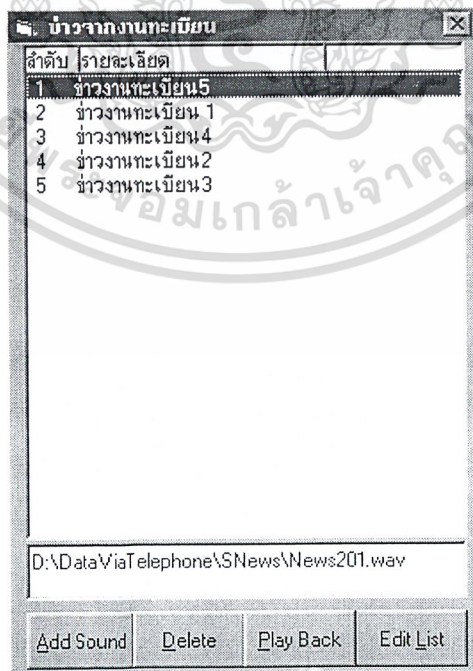 ข่าวจากงานทะเบียน
ลำดับ รายละเอียด
1 ข่าวงานทะเบียน5
2 ข่าวงานทะเบียน 1
3 ข่าวงานทะเบียน4
4 ข่าวงานทะเบียน2
5 ข่าวงานทะเบียน3
D:\DataViaTelephone\SNews\News201.wav
Add Sound Delete Play Back Edit List